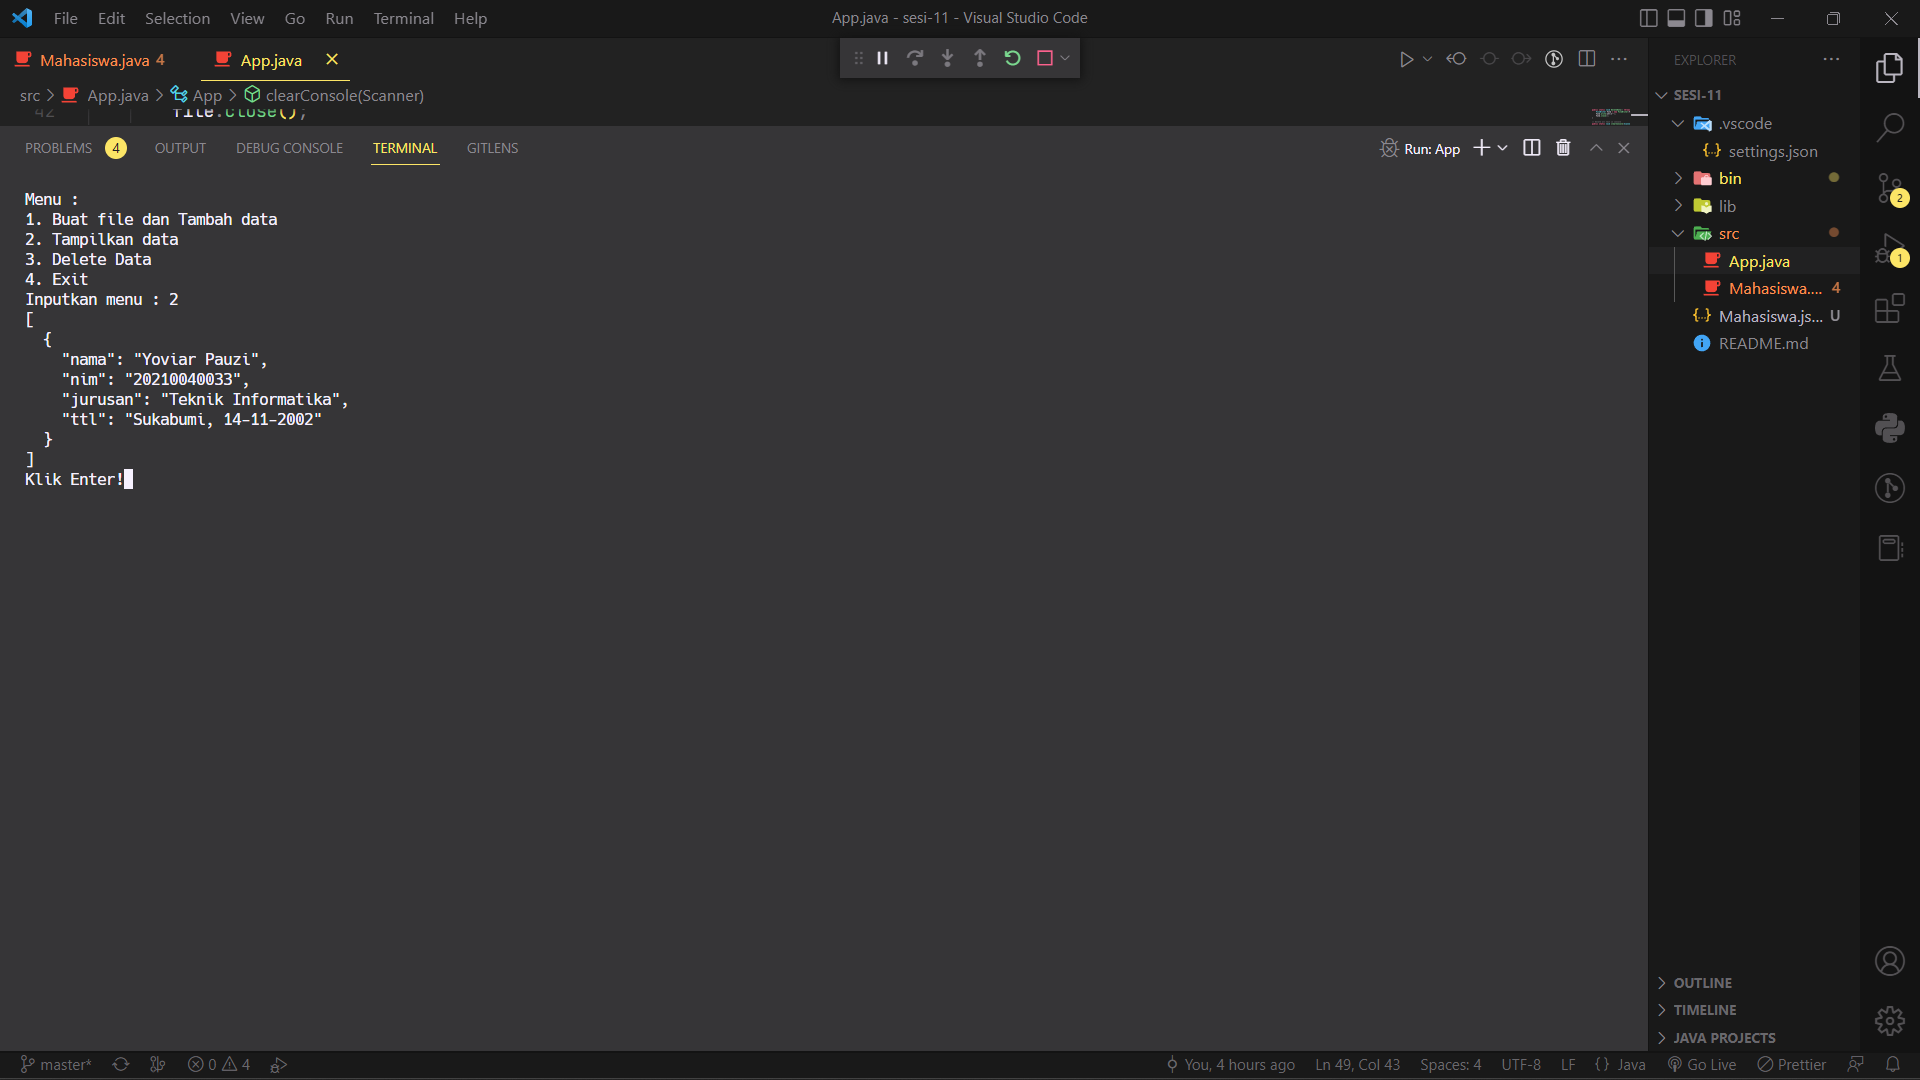 File Edit Selection View Go Run Terminal Help
App.java - sesi-11 - Visual Studio Code
Mahasiswa.java 4 App.java
src > App.java > App > clearConsole(Scanner)
42 file.close();
PROBLEMS 4 OUTPUT DEBUG CONSOLE TERMINAL GITLENS
Run: App
Menu :
1. Buat file dan Tambah data
2. Tampilkan data
3. Delete Data
4. Exit
Inputkan menu : 2
[
{
"nama": "Yoviar Pauzi",
"nim": "20210040033",
"jurusan": "Teknik Informatika",
"ttl": "Sukabumi, 14-11-2002"
}
]
Klik Enter!
EXPLORER
SESI-11
.vscode
settings.json
bin
lib
src
App.java
Mahasiswa.... 4
Mahasiswa.js... U
README.md
OUTLINE
TIMELINE
JAVA PROJECTS
2
1
master* 0 4
You, 4 hours ago Ln 49, Col 43 Spaces: 4 UTF-8 LF {} Java Go Live Prettier